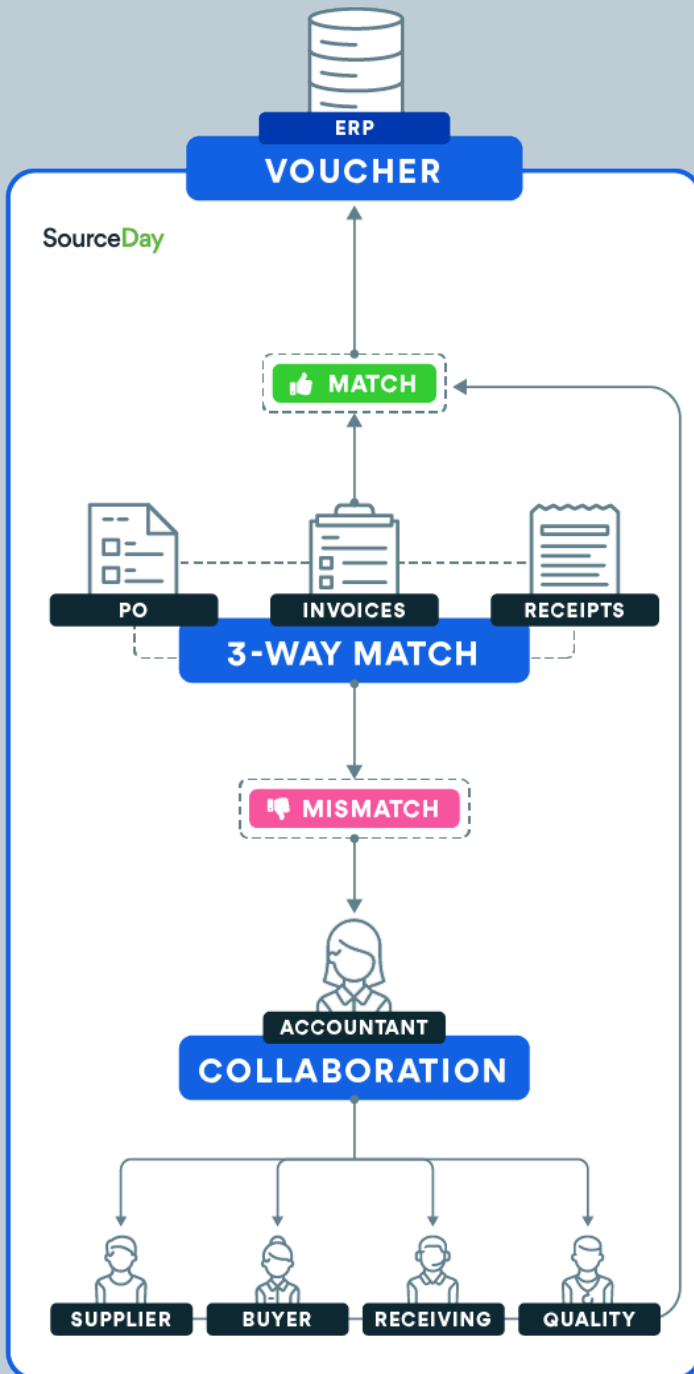 ERP
VOUCHER
SourceDay
MATCH
PO
INVOICES
RECEIPTS
3-WAY MATCH
MISMATCH
ACCOUNTANT
COLLABORATION
SUPPLIER
BUYER
RECEIVING
QUALITY